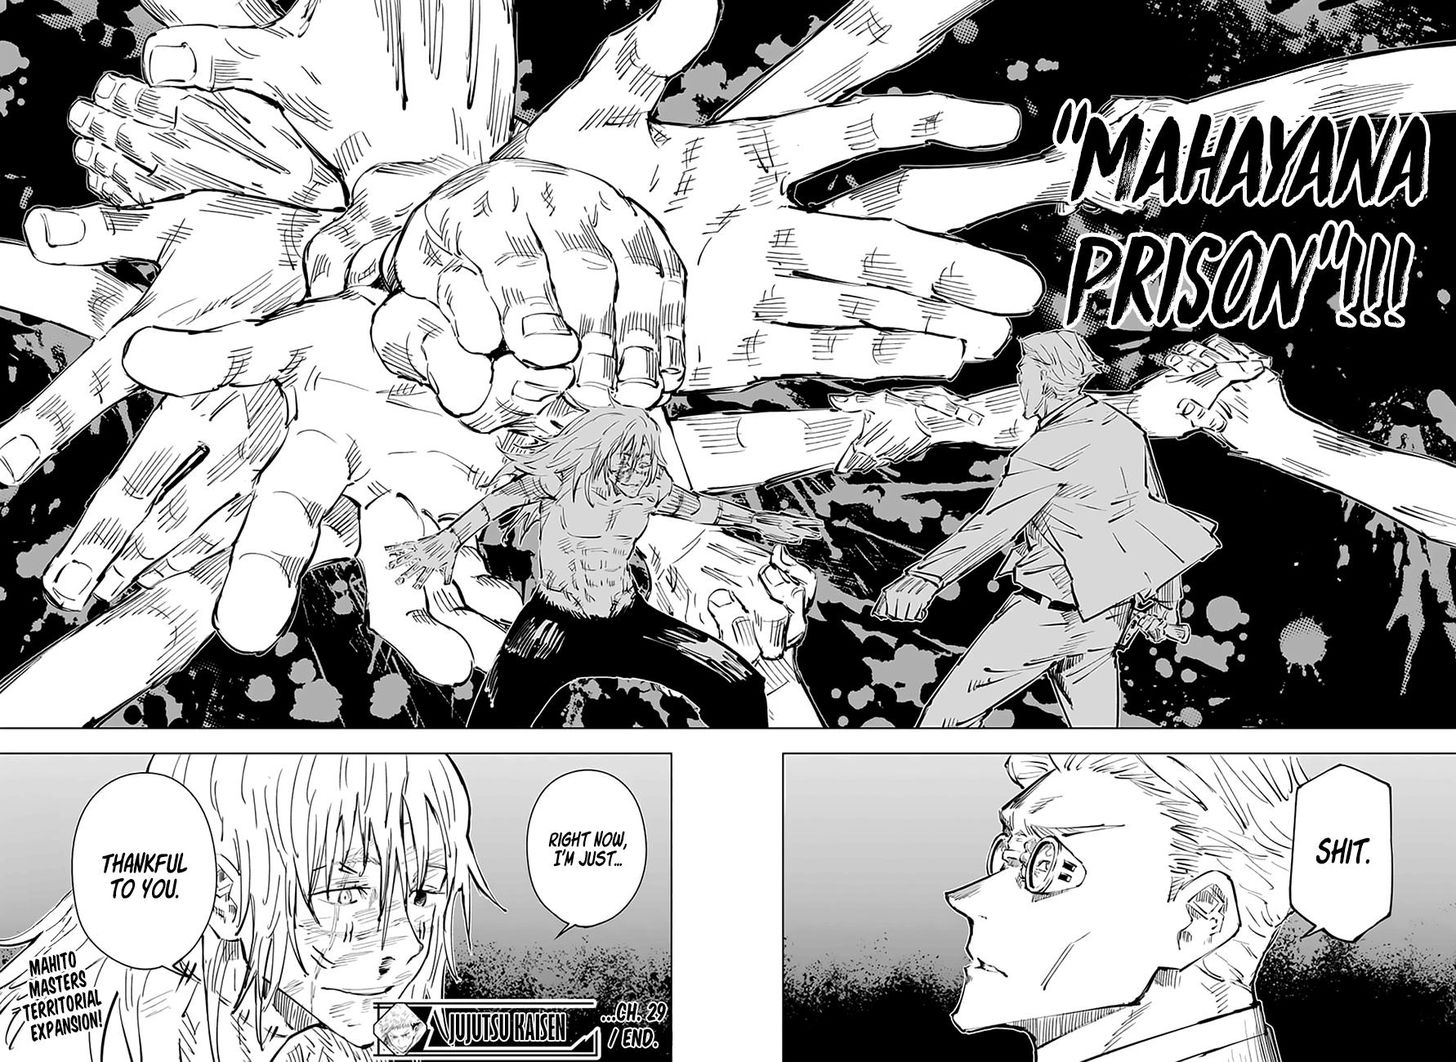 "MAHAYANA
PRISON"!!!
SHIT.
RIGHT NOW,
I'M JUST...
THANKFUL
TO YOU.
MAHITO
MASTERS
TERRITORIAL
EXPANSION!
JUJUTSU KAISEN
...CH. 29
/ END.